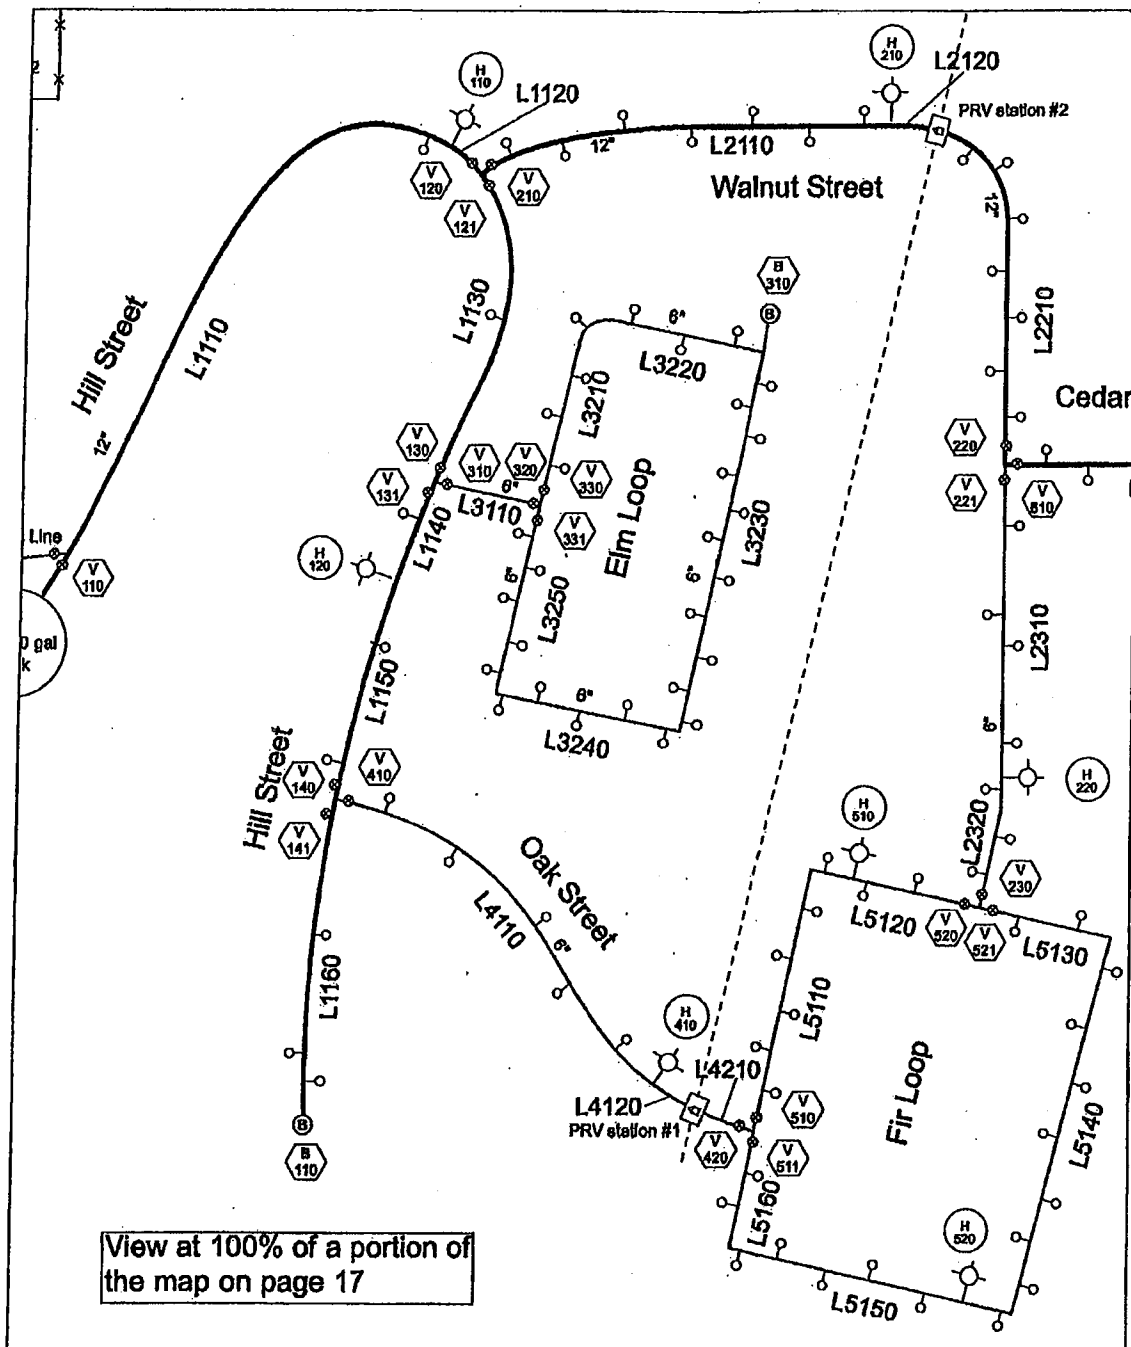 H
110
L1120
H
210
L2120
PRV station #2
12"
L2110
Walnut Street
V
120
V
210
V
121
12"
L1130
B
310
L2210
Hill Street
L1110
12"
6"
L3220
L3210
Cedar
V
130
V
310
V
320
V
330
V
220
V
131
6"
L3110
V
331
V
221
V
510
L1140
Elm Loop
L3230
Line
V
110
H
120
6"
L3250
6"
0 gal
k
L2310
L1150
6"
L3240
6"
Hill Street
V
140
V
410
V
141
H
220
H
510
L2320
V
230
Oak Street
L4110
6"
L5120
V
520
V
521
L5130
L1160
L5110
H
410
L4210
L4120
PRV station #1
V
510
V
420
V
511
Fir Loop
L5140
B
B
110
L5160
H
520
L5150
View at 100% of a portion of
the map on page 17